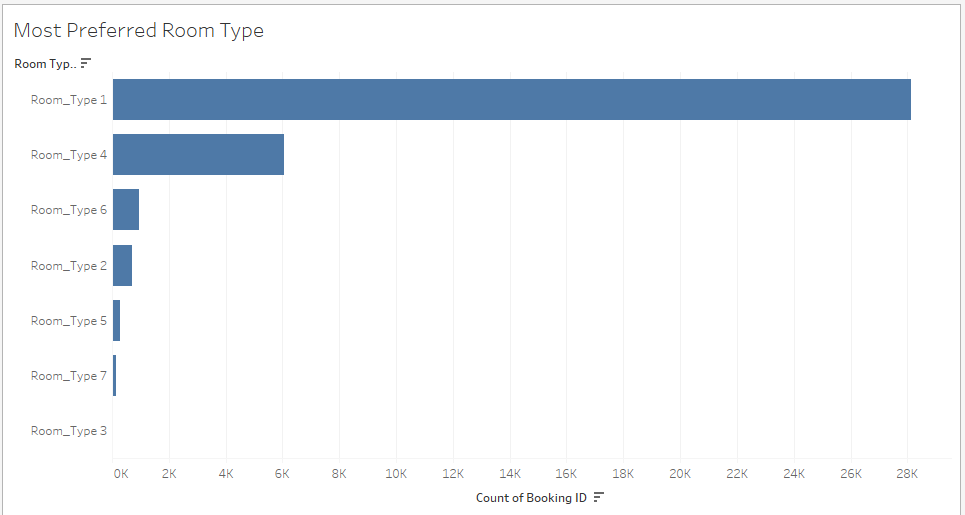 Most Preferred Room Type
Room Typ..
Room_Type 1
Room_Type 4
Room_Type 6
Room_Type 2
Room_Type 5
Room_Type 7
Room_Type 3
0K 2K 4K 6K 8K 10K 12K 14K 16K 18K 20K 22K 24K 26K 28K
Count of Booking ID